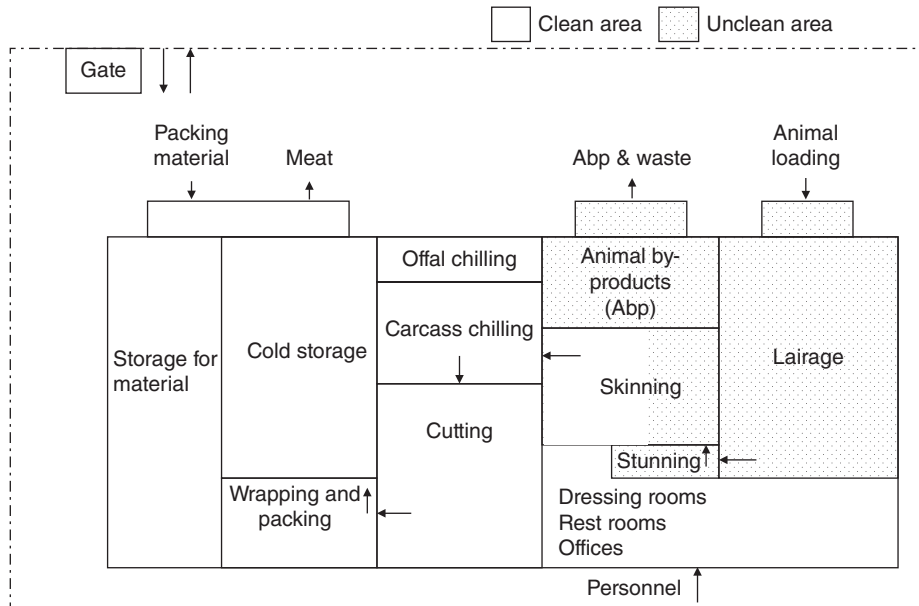 Clean area
Unclean area
Gate
Packing
material
Meat
Abp & waste
Animal
loading
Offal chilling
Animal by-
products
(Abp)
Carcass chilling
Storage for
material
Cold storage
Lairage
Skinning
Cutting
Stunning
Wrapping and
packing
Dressing rooms
Rest rooms
Offices
Personnel